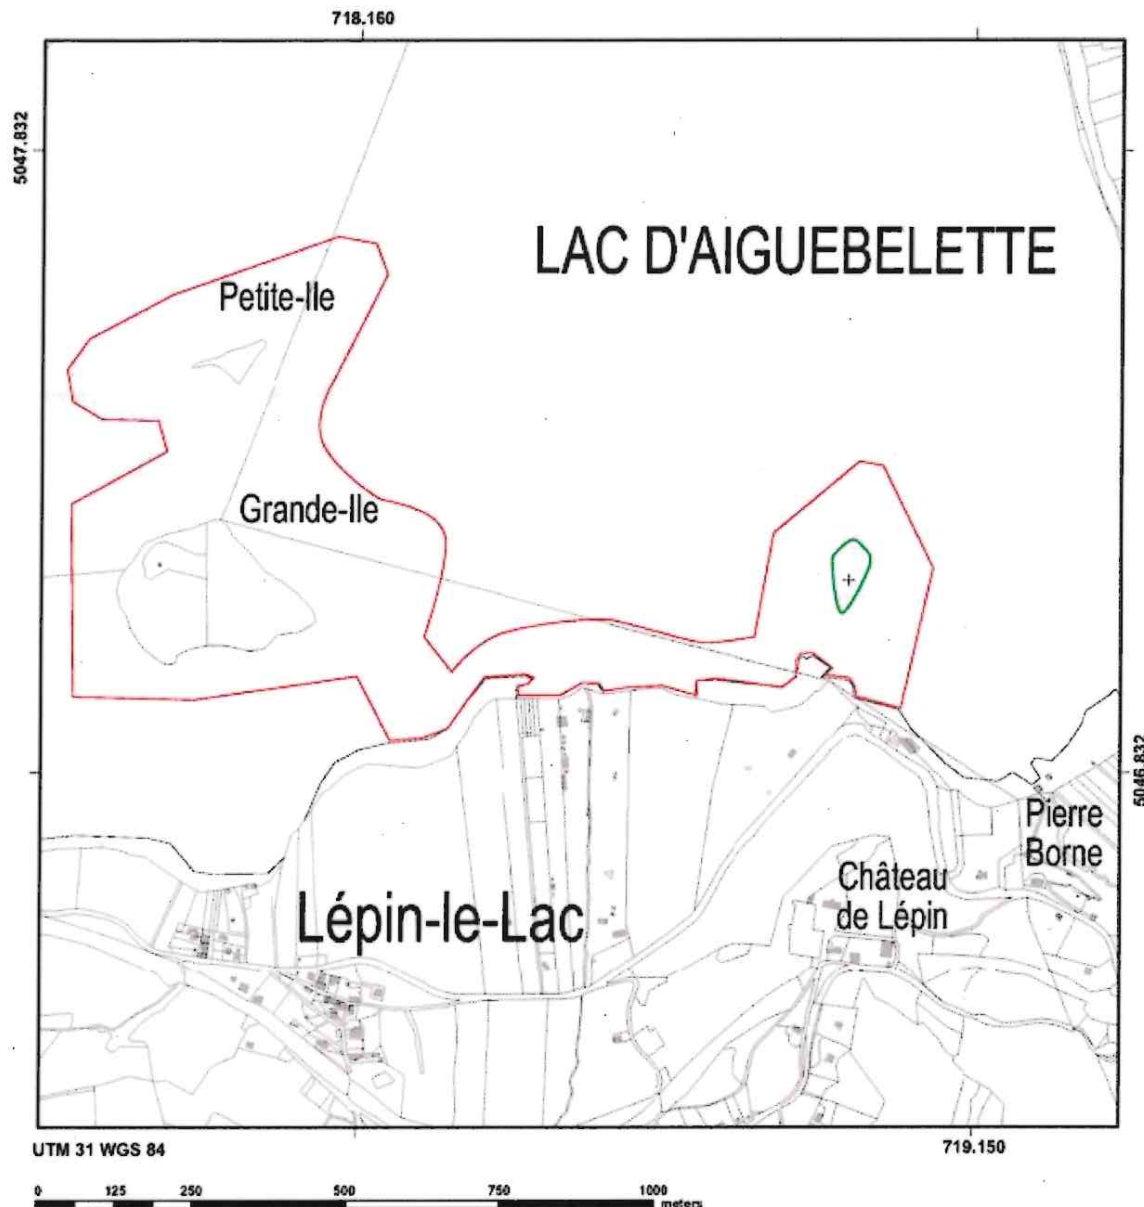 718.160
5047.832
LAC D'AIGUEBELETTE
Petite-Ile
Grande-Ile
5046.832
Pierre
Borne
Château
de Lépin
Lépin-le-Lac
UTM 31 WGS 84
719.150
0 125 250 500 750 1000
meters